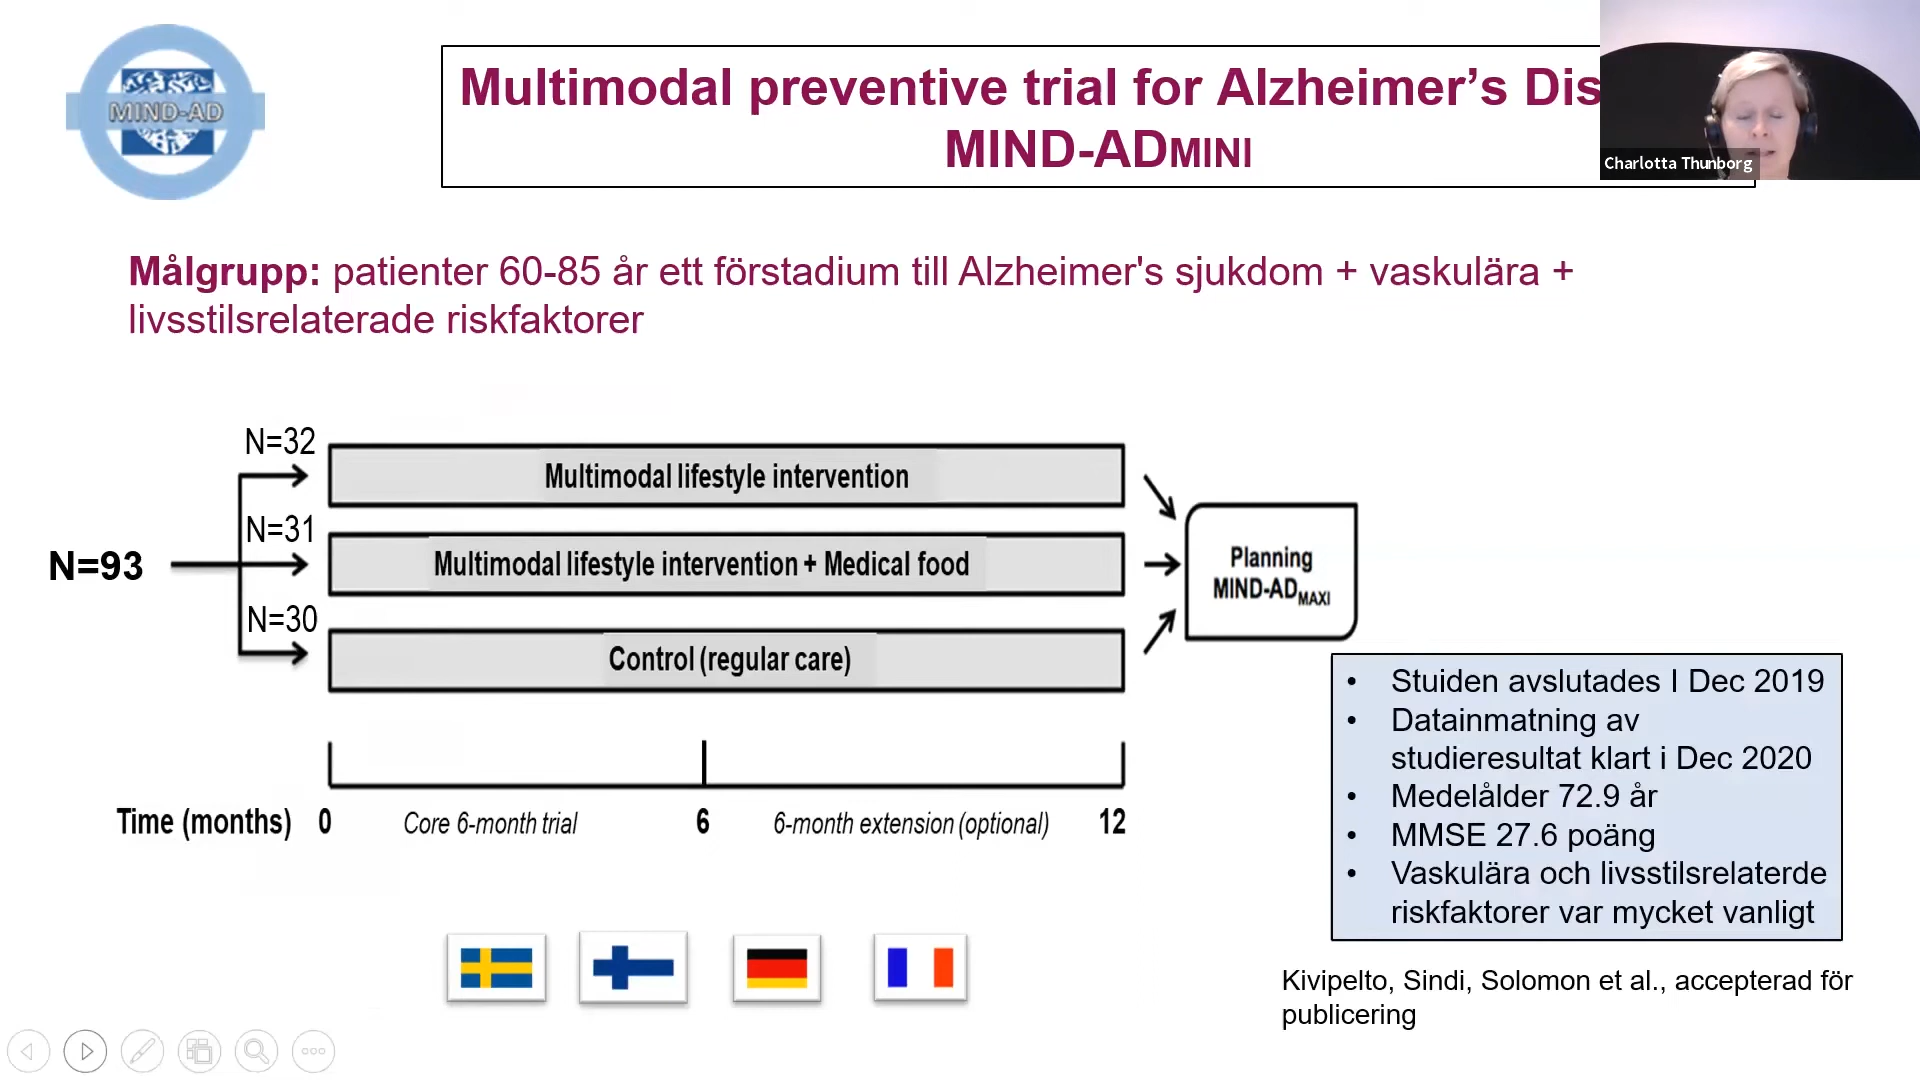 MIND-AD
Multimodal preventive trial for Alzheimer’s Dis
MIND-ADMINI
Charlotta Thunborg
Målgrupp: patienter 60-85 år ett förstadium till Alzheimer's sjukdom + vaskulära +
livsstilsrelaterade riskfaktorer
N=93
N=32
Multimodal lifestyle intervention
N=31
Multimodal lifestyle intervention + Medical food
N=30
Control (regular care)
Planning
MIND-ADMAXI
Time (months) 0 Core 6-month trial 6 6-month extension (optional) 12
• Stuiden avslutades I Dec 2019
• Datainmatning av
studieresultat klart i Dec 2020
• Medelålder 72.9 år
• MMSE 27.6 poäng
• Vaskulära och livsstilsrelaterde
riskfaktorer var mycket vanligt
Kivipelto, Sindi, Solomon et al., accepterad för
publicering